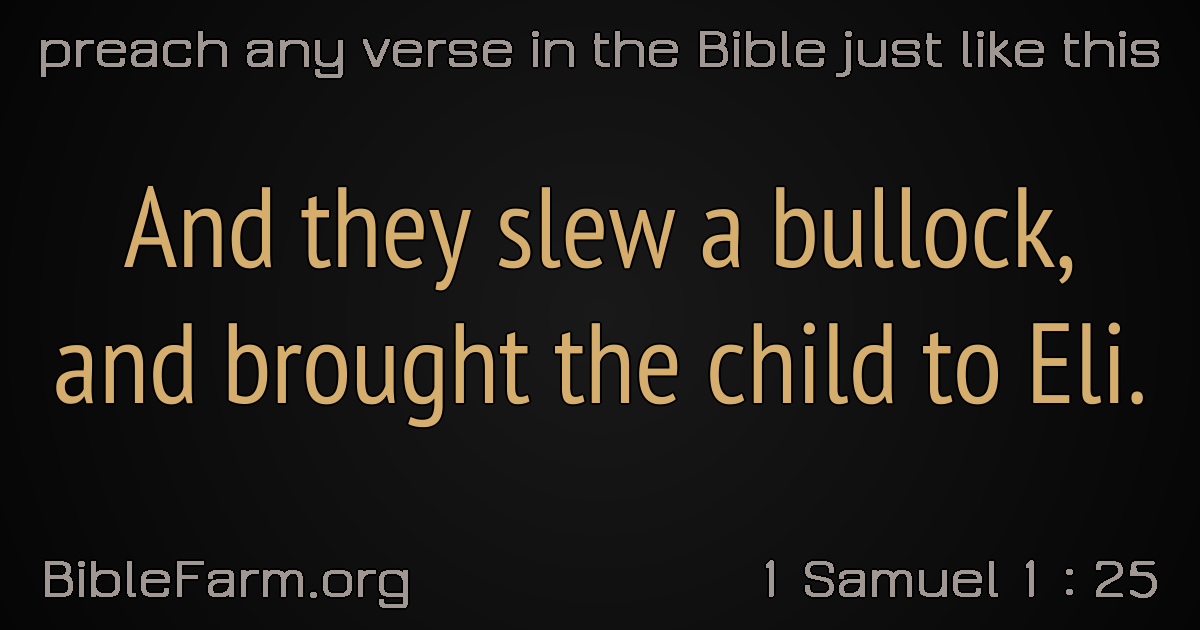 preach any verse in the Bible just like this
And they slew a bullock,
and brought the child to Eli.
BibleFarm.org
1 Samuel 1 : 25